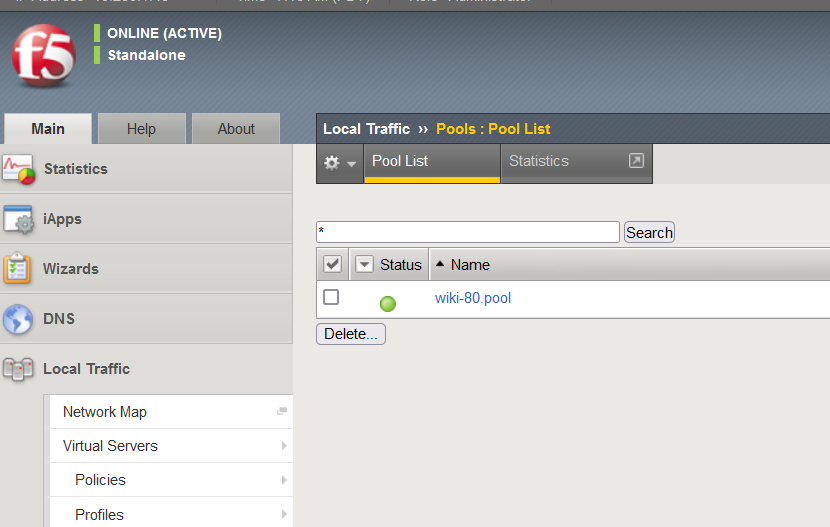 ONLINE (ACTIVE)
Standalone
f5
Main
Help
About
Local Traffic ›› Pools : Pool List
Pool List
Statistics
Statistics
iApps
Wizards
DNS
Local Traffic
Network Map
Virtual Servers
Policies
Profiles
*
Search
Status
Name
wiki-80.pool
Delete...